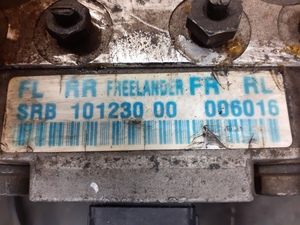 FL RR FREELANDER FR RL
SRB 101230 00 006016